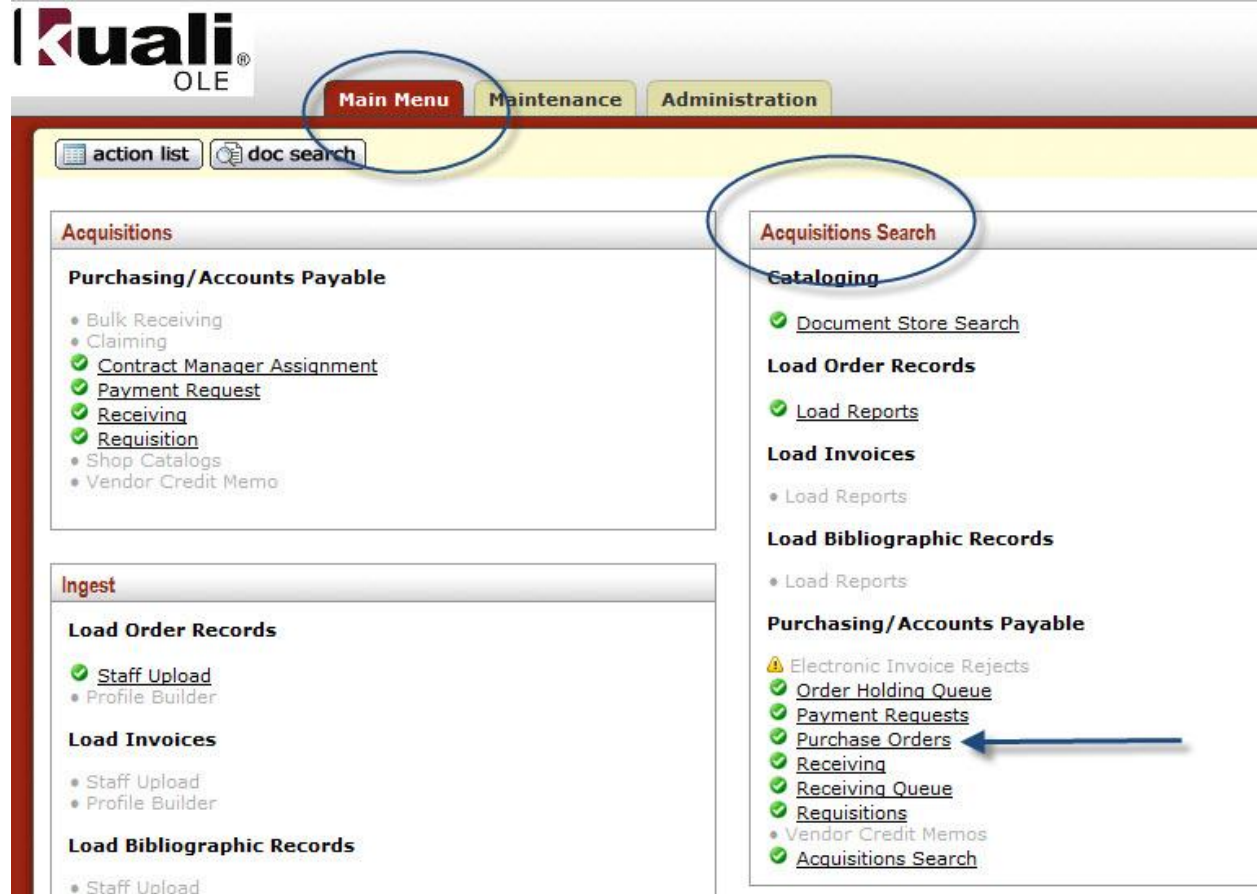 kuali®
OLE
Main Menu
Maintenance
Administration
action list
doc search
Acquisitions
Purchasing/Accounts Payable
• Bulk Receiving
• Claiming
Contract Manager Assignment
Payment Request
Receiving
Requisition
• Shop Catalogs
• Vendor Credit Memo
Ingest
Load Order Records
Staff Upload
• Profile Builder
Load Invoices
• Staff Upload
• Profile Builder
Load Bibliographic Records
• Staff Upload
Acquisitions Search
Cataloging
Document Store Search
Load Order Records
Load Reports
Load Invoices
• Load Reports
Load Bibliographic Records
• Load Reports
Purchasing/Accounts Payable
Electronic Invoice Rejects
Order Holding Queue
Payment Requests
Purchase Orders
Receiving
Receiving Queue
Requisitions
• Vendor Credit Memos
Acquisitions Search